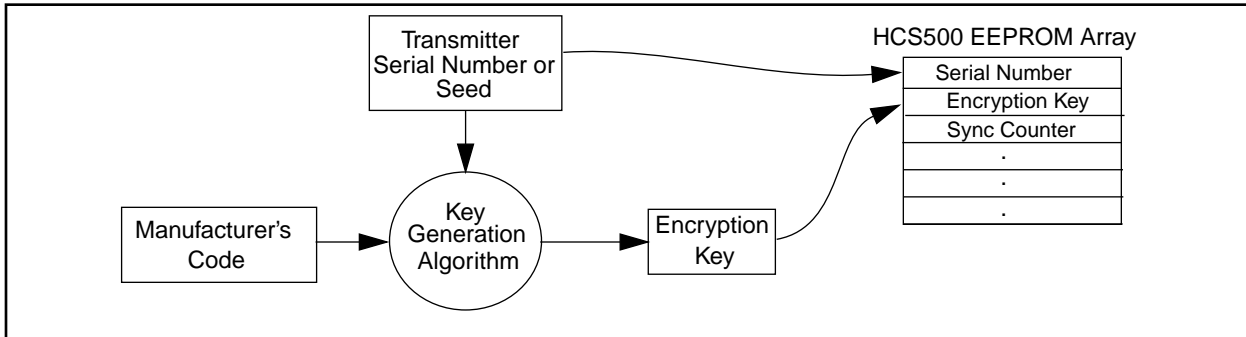 Transmitter
Serial Number or
Seed
HCS500 EEPROM Array
Serial Number
Encryption Key
Sync Counter
.
.
.
Manufacturer's
Code
Key
Generation
Algorithm
Encryption
Key